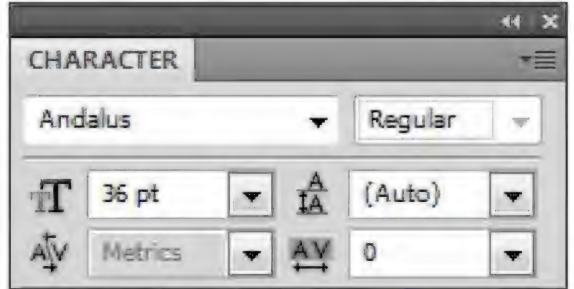 CHARACTER
Andalus Regular
36 pt (Auto)
Metrics 0